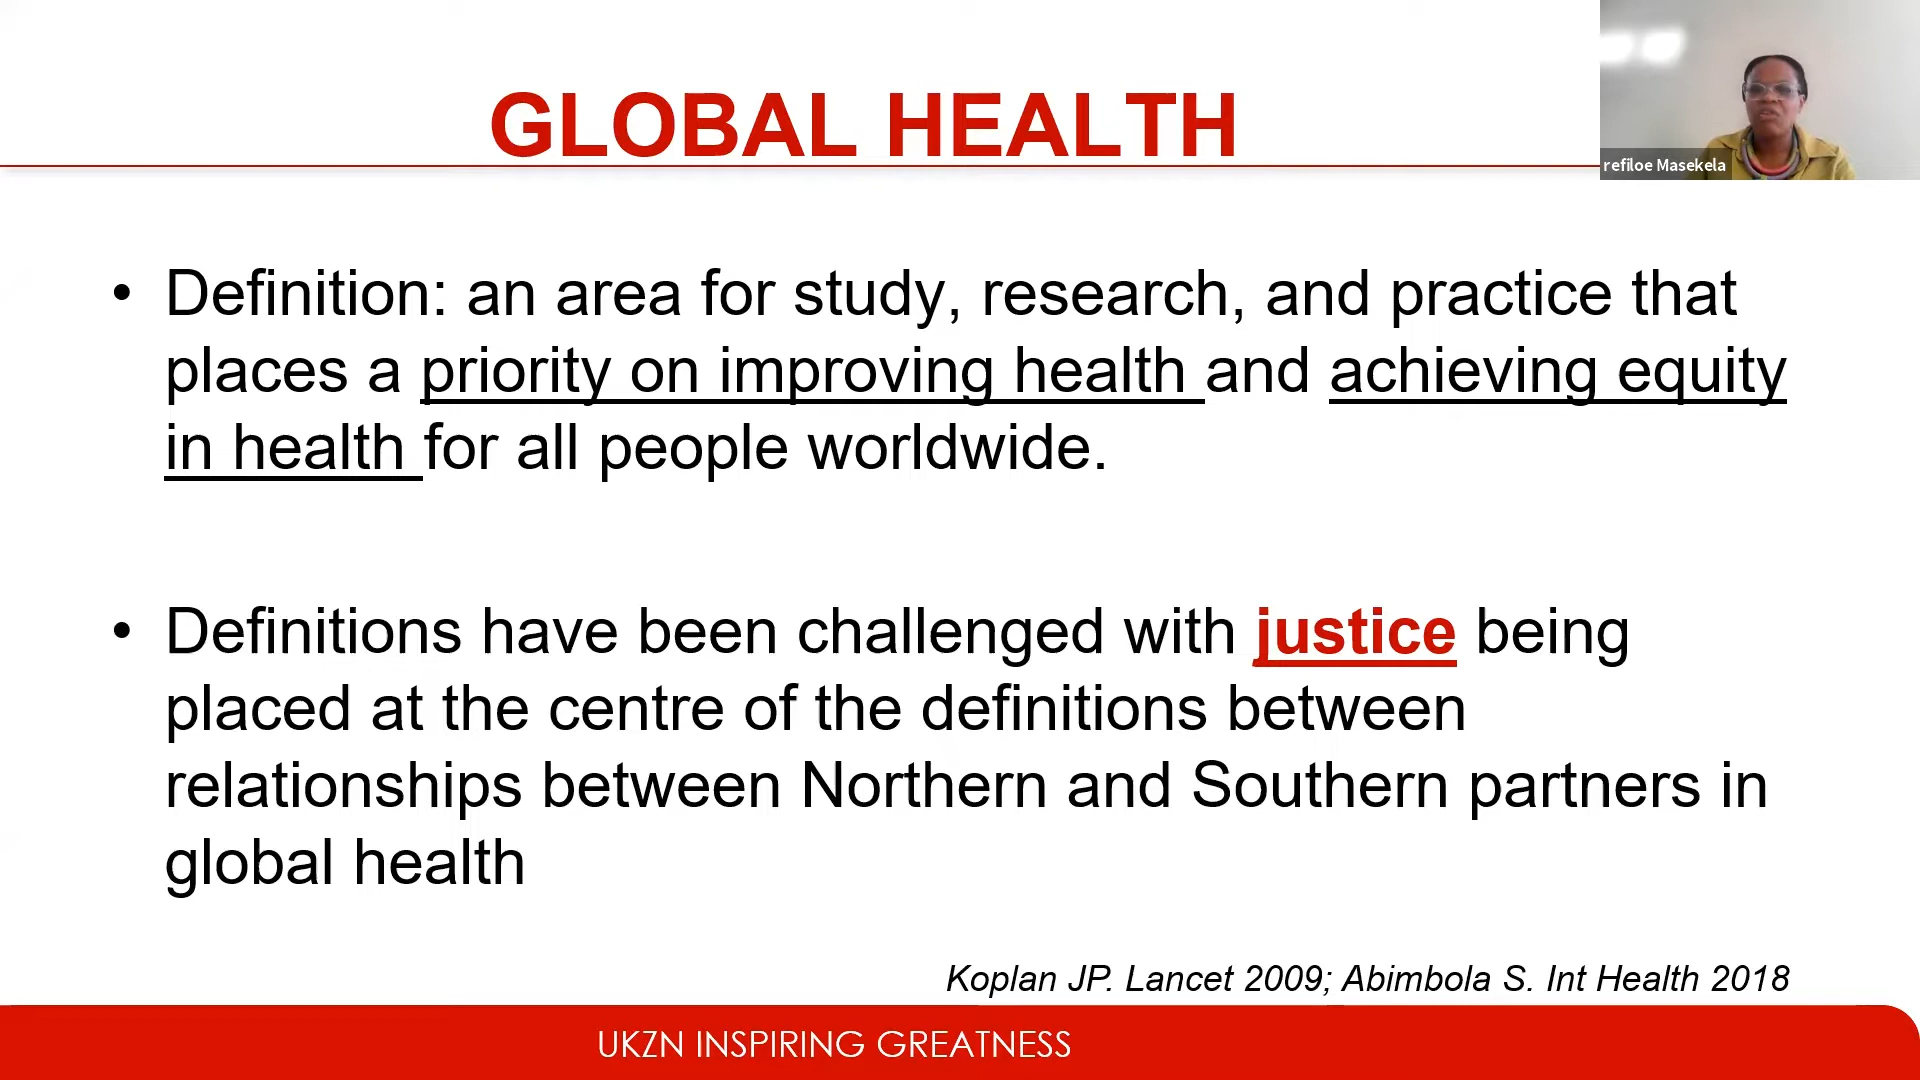 GLOBAL HEALTH
refiloe Masekela
• Definition: an area for study, research, and practice that
places a priority on improving health and achieving equity
in health for all people worldwide.
• Definitions have been challenged with justice being
placed at the centre of the definitions between
relationships between Northern and Southern partners in
global health
Koplan JP. Lancet 2009; Abimbola S. Int Health 2018
UKZN INSPIRING GREATNESS